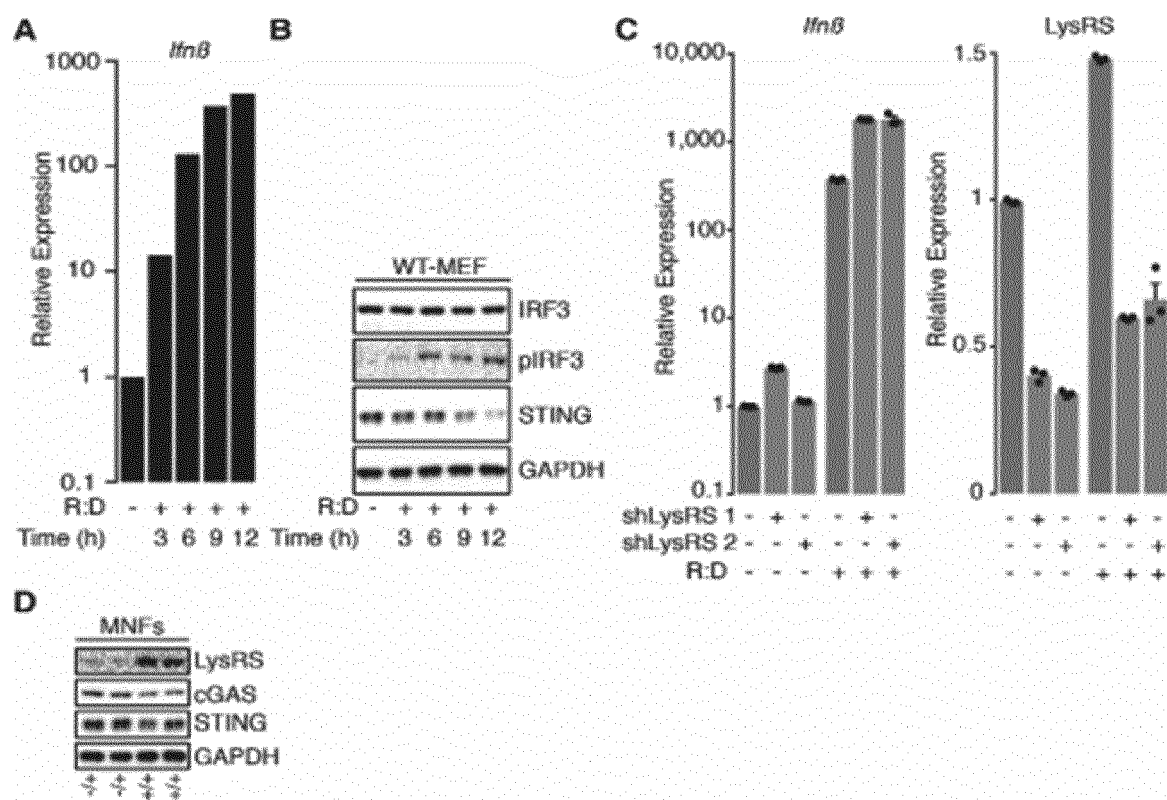 A
Ifnß
1000
100
10
1
0.1
Relative Expression
R:D - + + + +
Time (h) 3 6 9 12
B
WT-MEF
IRF3
pIRF3
STING
GAPDH
R:D - + + + +
Time (h) 3 6 9 12
C
Ifnß
10,000
1,000
100
10
1
0.1
Relative Expression
LysRS
1.5
1
0.5
0
Relative Expression
shLysRS 1 - + - - + - - + - - + -
shLysRS 2 - - + - - + - - + - - +
R:D - - - + + + - - - + + +
D
MNFs
LysRS
cGAS
STING
GAPDH
-/+ -/+ +/+ +/+